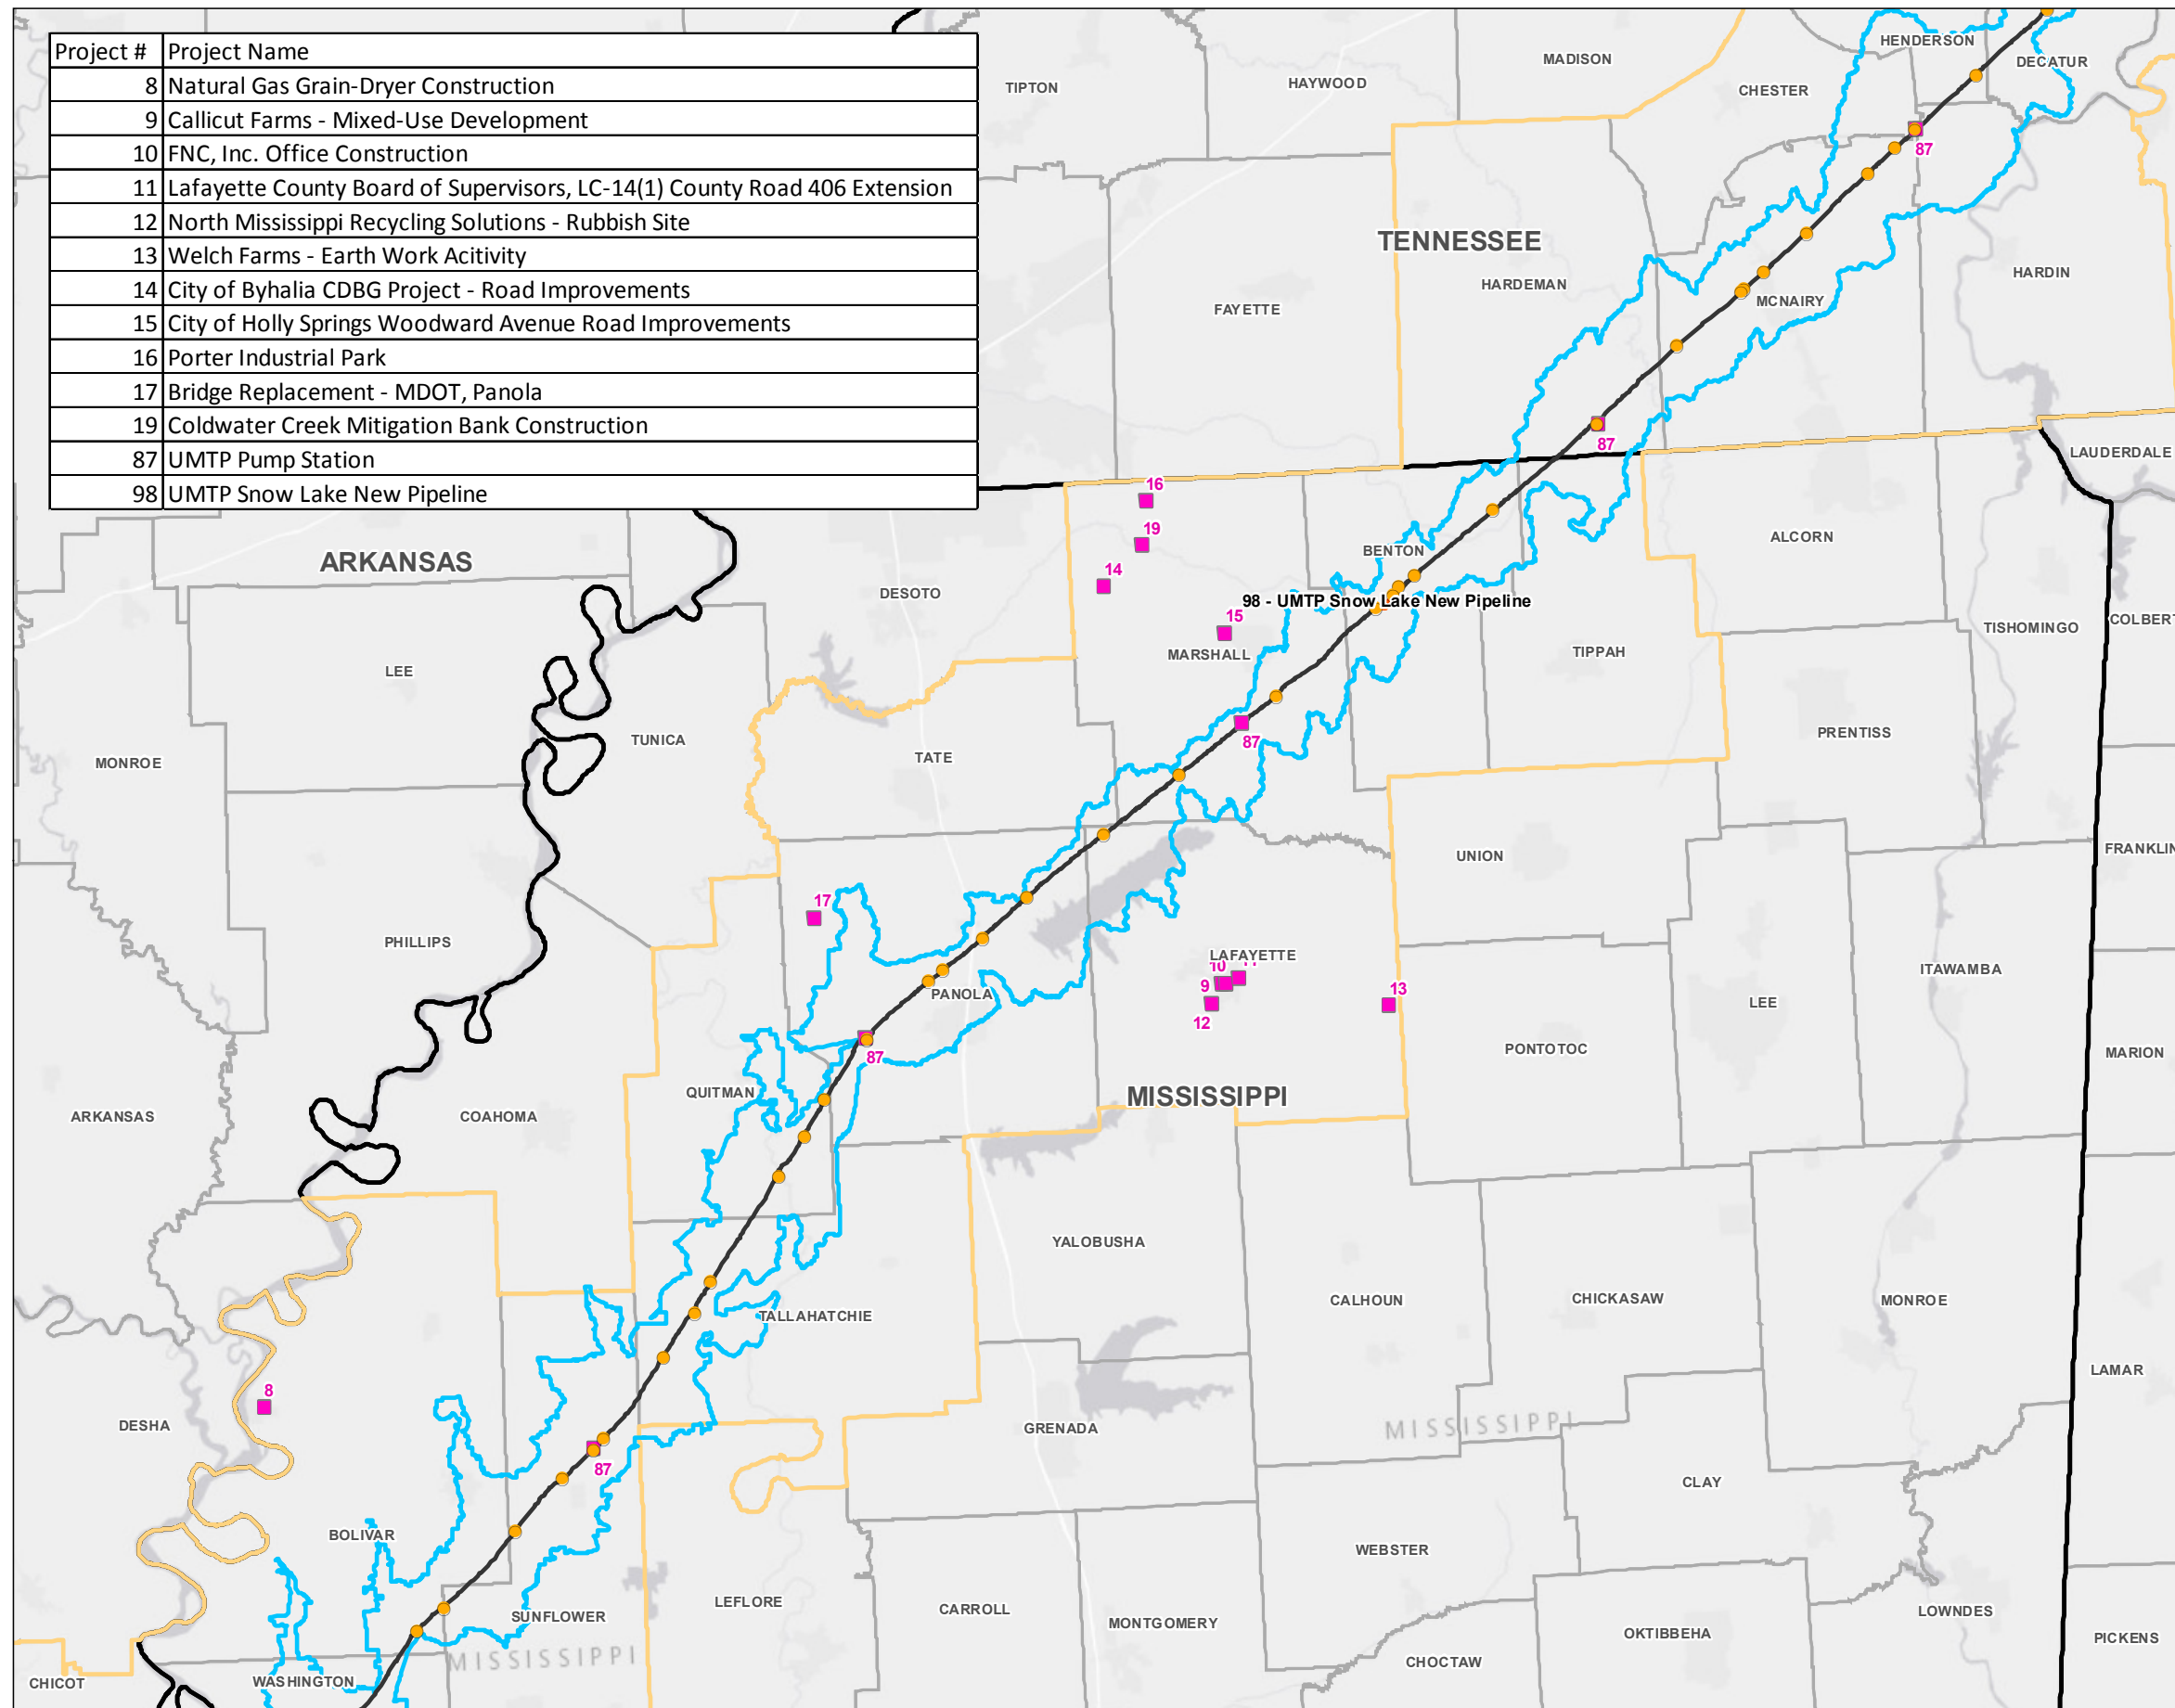 Project # Project Name
8 Natural Gas Grain-Dryer Construction
9 Callicut Farms - Mixed-Use Development
10 FNC, Inc. Office Construction
11 Lafayette County Board of Supervisors, LC-14(1) County Road 406 Extension
12 North Mississippi Recycling Solutions - Rubbish Site
13 Welch Farms - Earth Work Acitivity
14 City of Byhalia CDBG Project - Road Improvements
15 City of Holly Springs Woodward Avenue Road Improvements
16 Porter Industrial Park
17 Bridge Replacement - MDOT, Panola
19 Coldwater Creek Mitigation Bank Construction
87 UMTP Pump Station
98 UMTP Snow Lake New Pipeline
HENDERSON
DECATUR
MADISON
TIPTON
HAYWOOD
CHESTER
87
TENNESSEE
HARDIN
HARDEMAN
MCNAIRY
FAYETTE
87
LAUDERDALE
16
19
ALCORN
BENTON
ARKANSAS
14
DESOTO
98 - UMTP Snow Lake New Pipeline
15
COLBERT
TISHOMINGO
MARSHALL
TIPPAH
LEE
PRENTISS
TUNICA
87
TATE
MONROE
UNION
FRANKLIN
17
PHILLIPS
LAFAYETTE
10
ITAWAMBA
9
13
PANOLA
LEE
12
PONTOTOC
MARION
87
QUITMAN
MISSISSIPPI
ARKANSAS
COAHOMA
YALOBUSHA
CALHOUN
CHICKASAW
MONROE
TALLAHATCHIE
LAMAR
8
DESHA
GRENADA
MISSISSIPPI
87
CLAY
BOLIVAR
WEBSTER
LEFLORE
CARROLL
SUNFLOWER
MONTGOMERY
LOWNDES
OKTIBBEHA
PICKENS
MISSISSIPPI
CHOCTAW
CHICOT
WASHINGTON